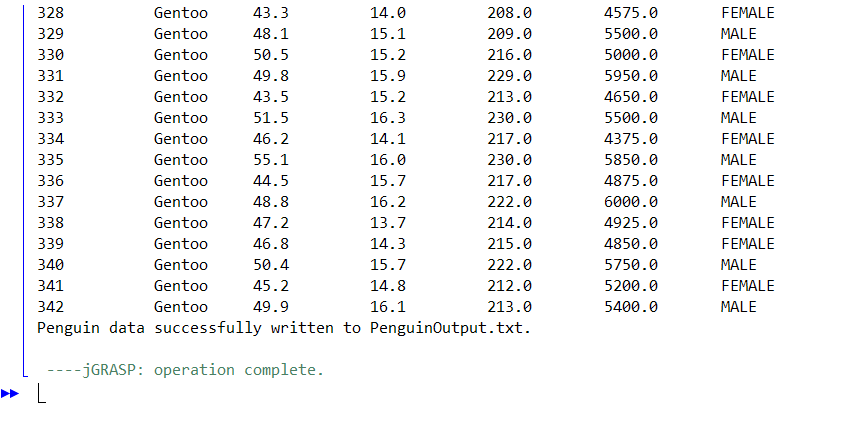 328 Gentoo 43.3 14.0 208.0 4575.0 FEMALE
329 Gentoo 48.1 15.1 209.0 5500.0 MALE
330 Gentoo 50.5 15.2 216.0 5000.0 FEMALE
331 Gentoo 49.8 15.9 229.0 5950.0 MALE
332 Gentoo 43.5 15.2 213.0 4650.0 FEMALE
333 Gentoo 51.5 16.3 230.0 5500.0 MALE
334 Gentoo 46.2 14.1 217.0 4375.0 FEMALE
335 Gentoo 55.1 16.0 230.0 5850.0 MALE
336 Gentoo 44.5 15.7 217.0 4875.0 FEMALE
337 Gentoo 48.8 16.2 222.0 6000.0 MALE
338 Gentoo 47.2 13.7 214.0 4925.0 FEMALE
339 Gentoo 46.8 14.3 215.0 4850.0 FEMALE
340 Gentoo 50.4 15.7 222.0 5750.0 MALE
341 Gentoo 45.2 14.8 212.0 5200.0 FEMALE
342 Gentoo 49.9 16.1 213.0 5400.0 MALE
Penguin data successfully written to PenguinOutput.txt.
----jGRASP: operation complete.